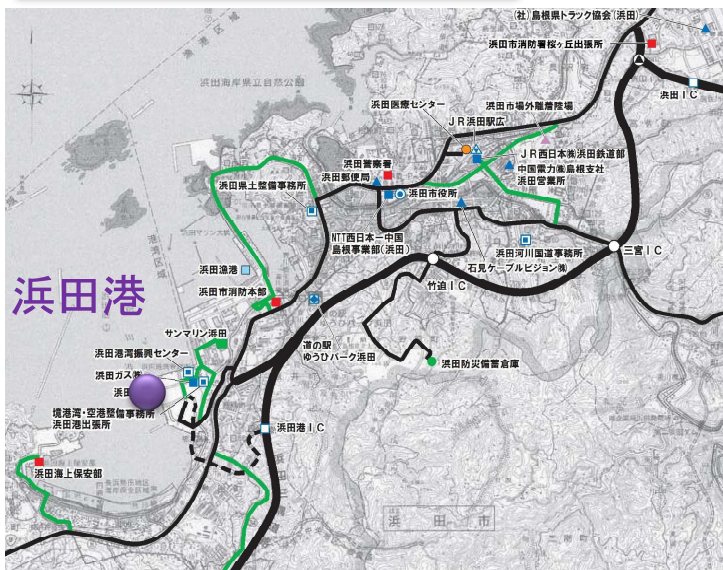 (社)島根県トラック協会(浜田)
浜田市消防署桜ヶ丘出張所
浜田IC
浜田海岸県立自然公園
浜田医療センター
浜田市場外離着陸場
JR浜田駅広
JR西日本㈱浜田鉄道部
浜田警察署
浜田郵便局
中国電力㈱島根支社
浜田営業所
浜田県土整備事務所
浜田市役所
NTT西日本−中国
島根事業部(浜田)
浜田河川国道事務所
三宮IC
石見ケーブルビジョン㈱
浜田漁港
竹迫IC
浜田港
浜田市消防本部
サンマリン浜田
道の駅
ゆうひパーク浜田
浜田港湾振興センター
浜田防災備蓄倉庫
浜田ガス㈱
浜田
境港湾・空港整備事務所
浜田港出張所
浜田港IC
浜田海上保安部
浜田市